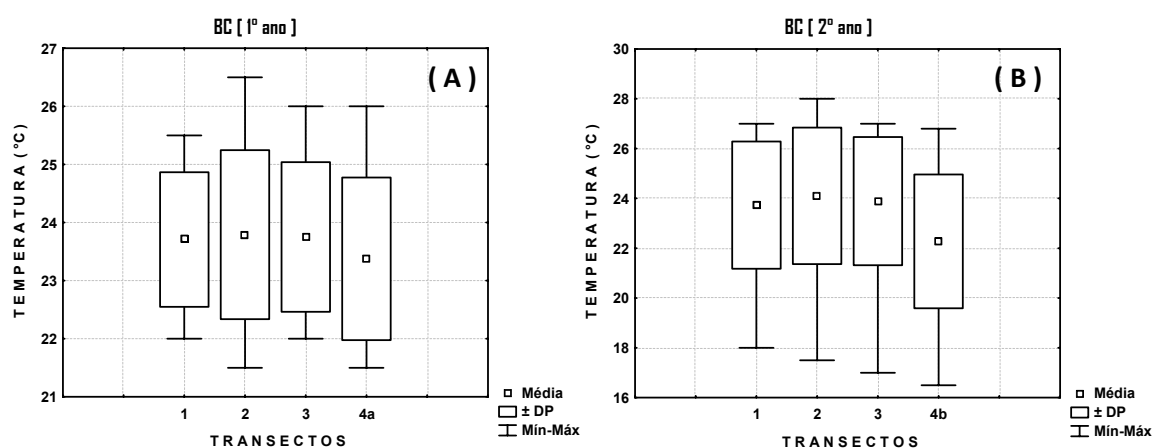 BC [ 1º ano ]
( A )
27
26
25
24
23
22
21
TEMPERATURA (°C)
1 2 3 4a
TRANSECTOS
Média
± DP
Mín-Máx
BC [ 2º ano ]
( B )
30
28
26
24
22
20
18
16
TEMPERATURA (°C)
1 2 3 4b
TRANSECTOS
Média
± DP
Mín-Máx